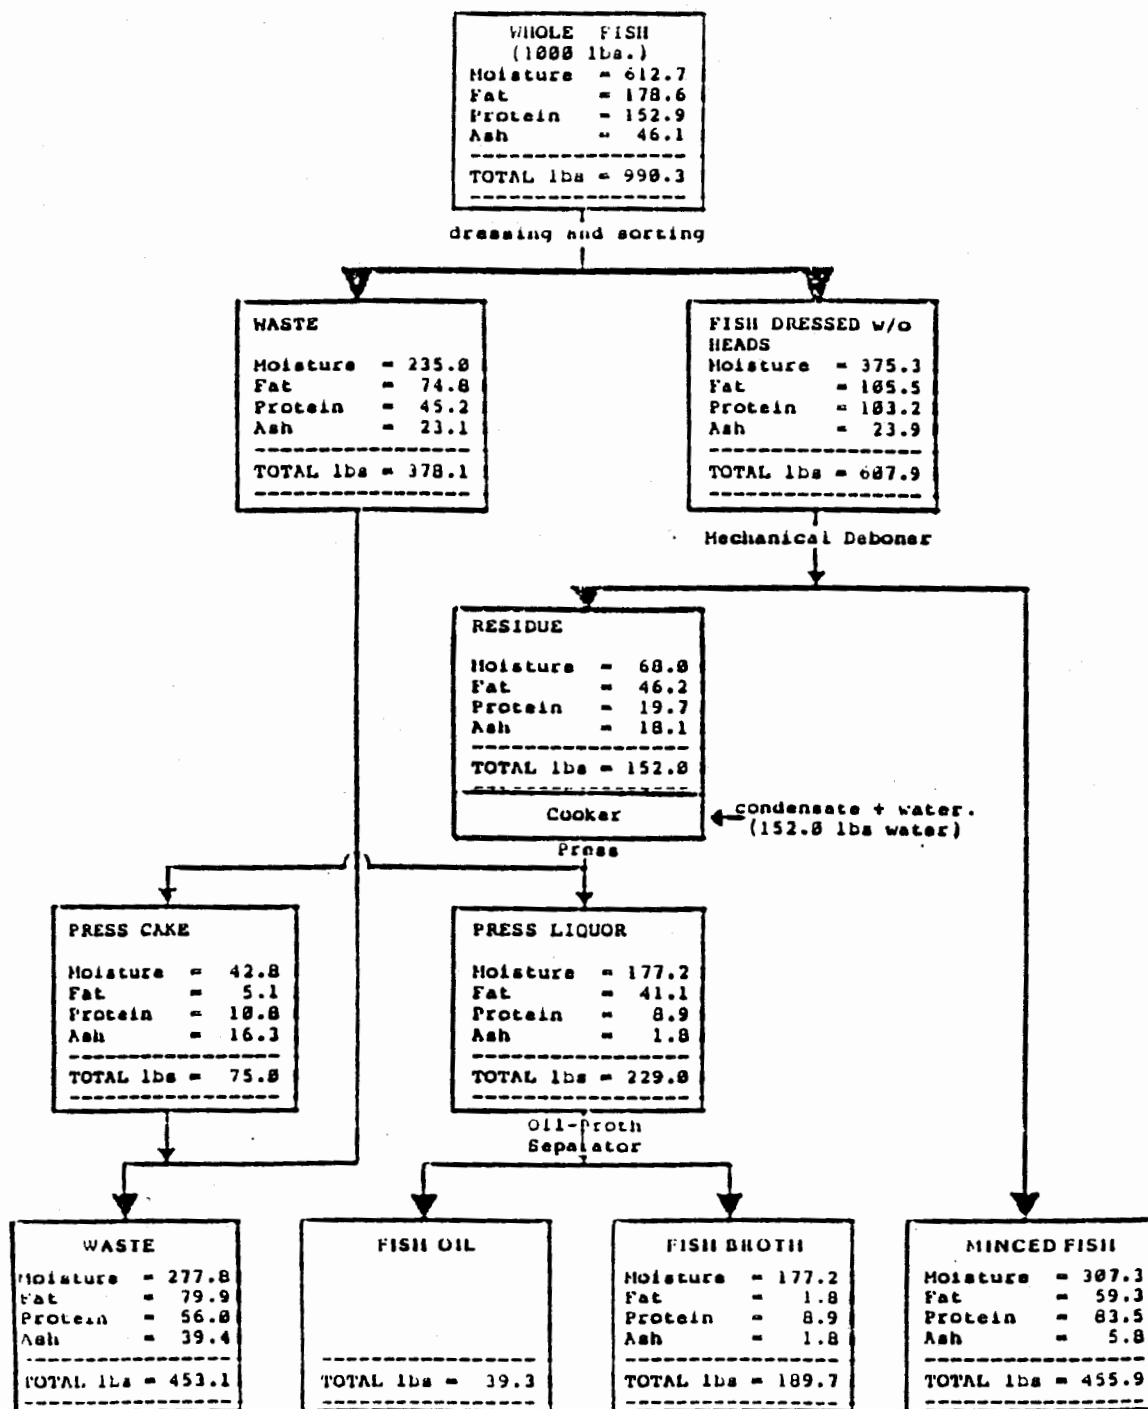 WHOLE FISH
(1000 lbs.)
Moisture = 612.7
Fat = 178.6
Protein = 152.9
Ash = 46.1
TOTAL lbs = 990.3
dressing and sorting
WASTE
Moisture = 235.0
Fat = 74.8
Protein = 45.2
Ash = 23.1
TOTAL lbs = 378.1
FISH DRESSED w/o
HEADS
Moisture = 375.3
Fat = 105.5
Protein = 103.2
Ash = 23.9
TOTAL lbs = 607.9
Mechanical Deboner
RESIDUE
Moisture = 68.0
Fat = 46.2
Protein = 19.7
Ash = 18.1
TOTAL lbs = 152.0
Cooker
condensate + water.
(152.0 lbs water)
Press
PRESS CAKE
Moisture = 42.8
Fat = 5.1
Protein = 10.8
Ash = 16.3
TOTAL lbs = 75.0
PRESS LIQUOR
Moisture = 177.2
Fat = 41.1
Protein = 8.9
Ash = 1.8
TOTAL lbs = 229.0
Oil-Broth
Separator
WASTE
Moisture = 277.8
Fat = 79.9
Protein = 56.0
Ash = 39.4
TOTAL lbs = 453.1
FISH OIL
TOTAL lbs = 39.3
FISH BROTH
Moisture = 177.2
Fat = 1.8
Protein = 8.9
Ash = 1.8
TOTAL lbs = 189.7
MINCED FISH
Moisture = 307.3
Fat = 59.3
Protein = 83.5
Ash = 5.8
TOTAL lbs = 455.9